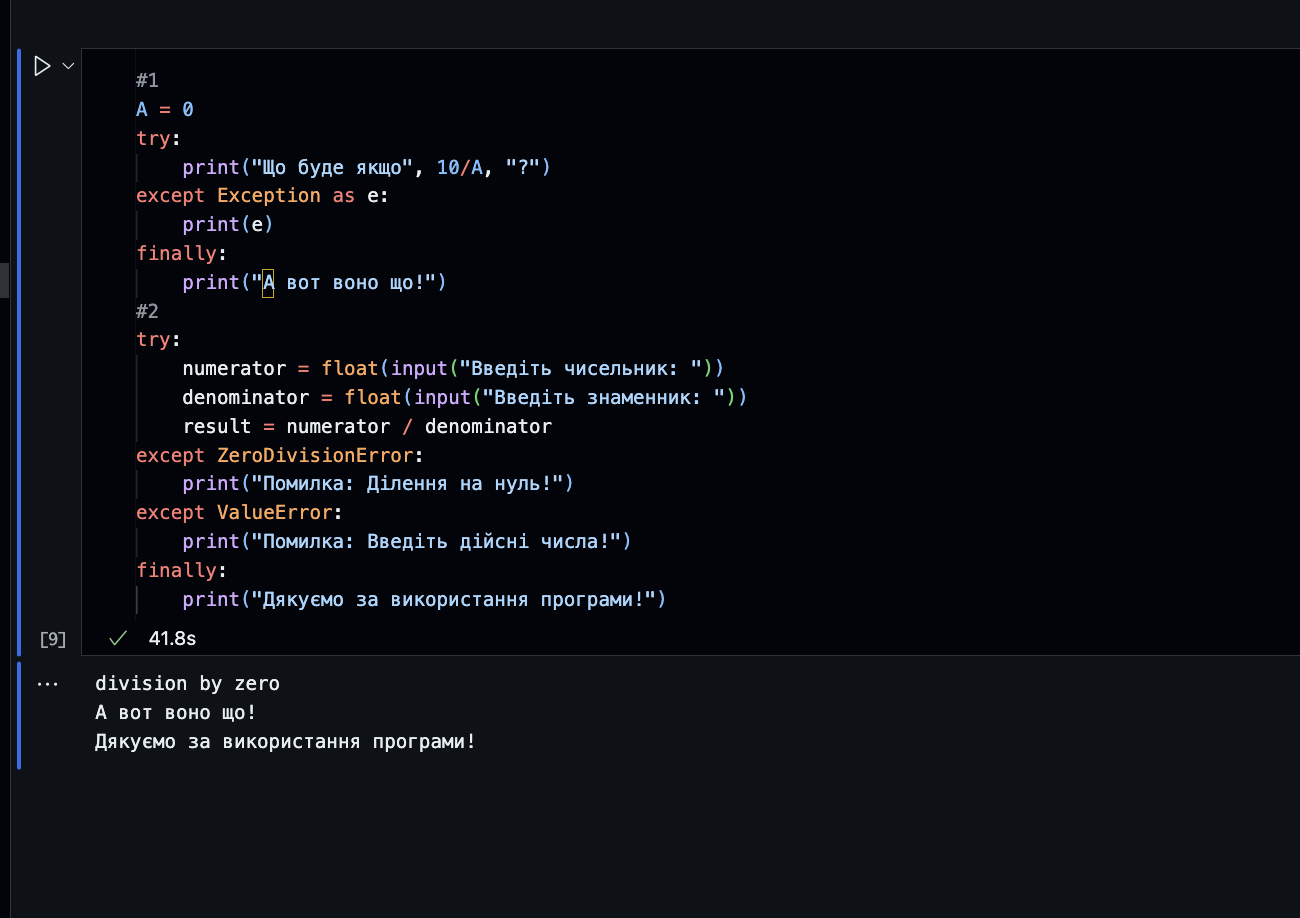 #1
A = 0
try:
    print("Що буде якщо", 10/A, "?")
except Exception as e:
    print(e)
finally:
    print("А вот воно що!")
#2
try:
    numerator = float(input("Введіть чисельник: "))
    denominator = float(input("Введіть знаменник: "))
    result = numerator / denominator
except ZeroDivisionError:
    print("Помилка: Ділення на нуль!")
except ValueError:
    print("Помилка: Введіть дійсні числа!")
finally:
    print("Дякуємо за використання програми!")
[9] 41.8s
division by zero
А вот воно що!
Дякуємо за використання програми!